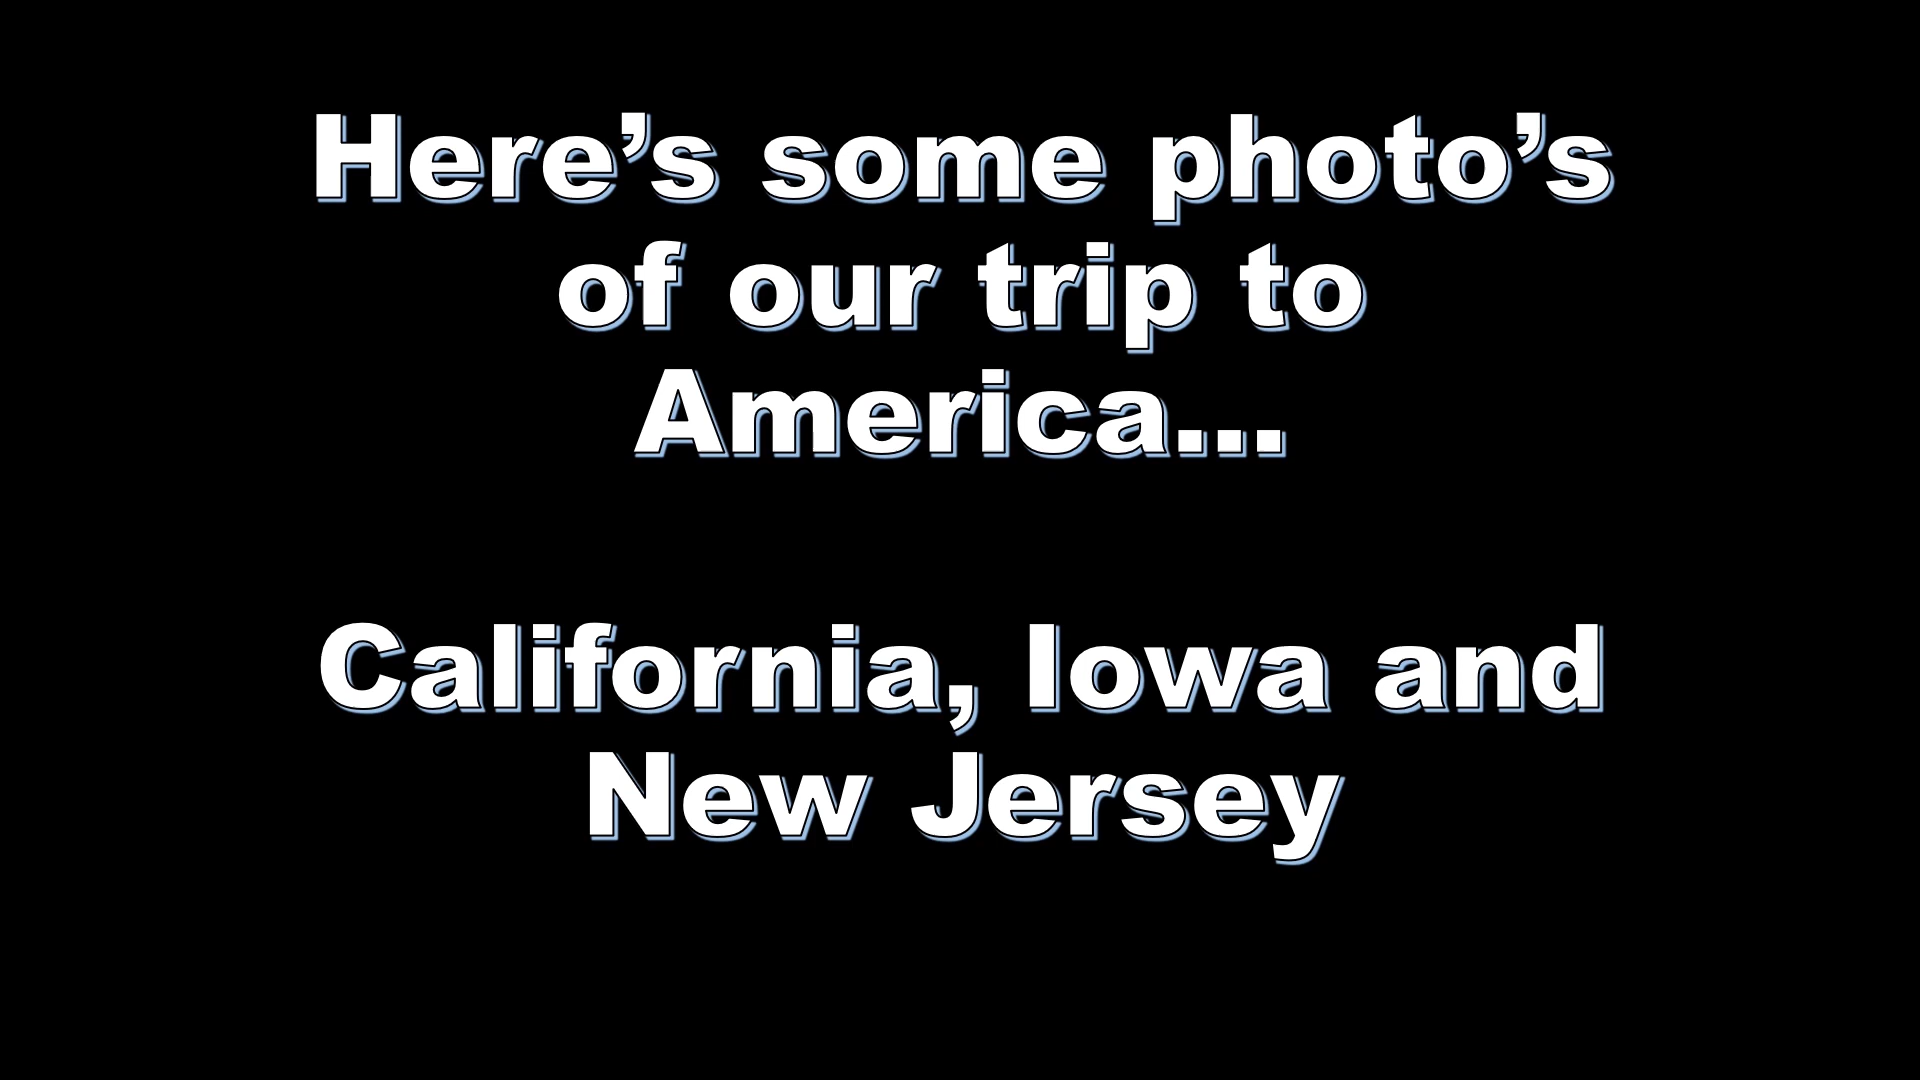 Here’s some photo’s
of our trip to
America…
California, Iowa and
New Jersey